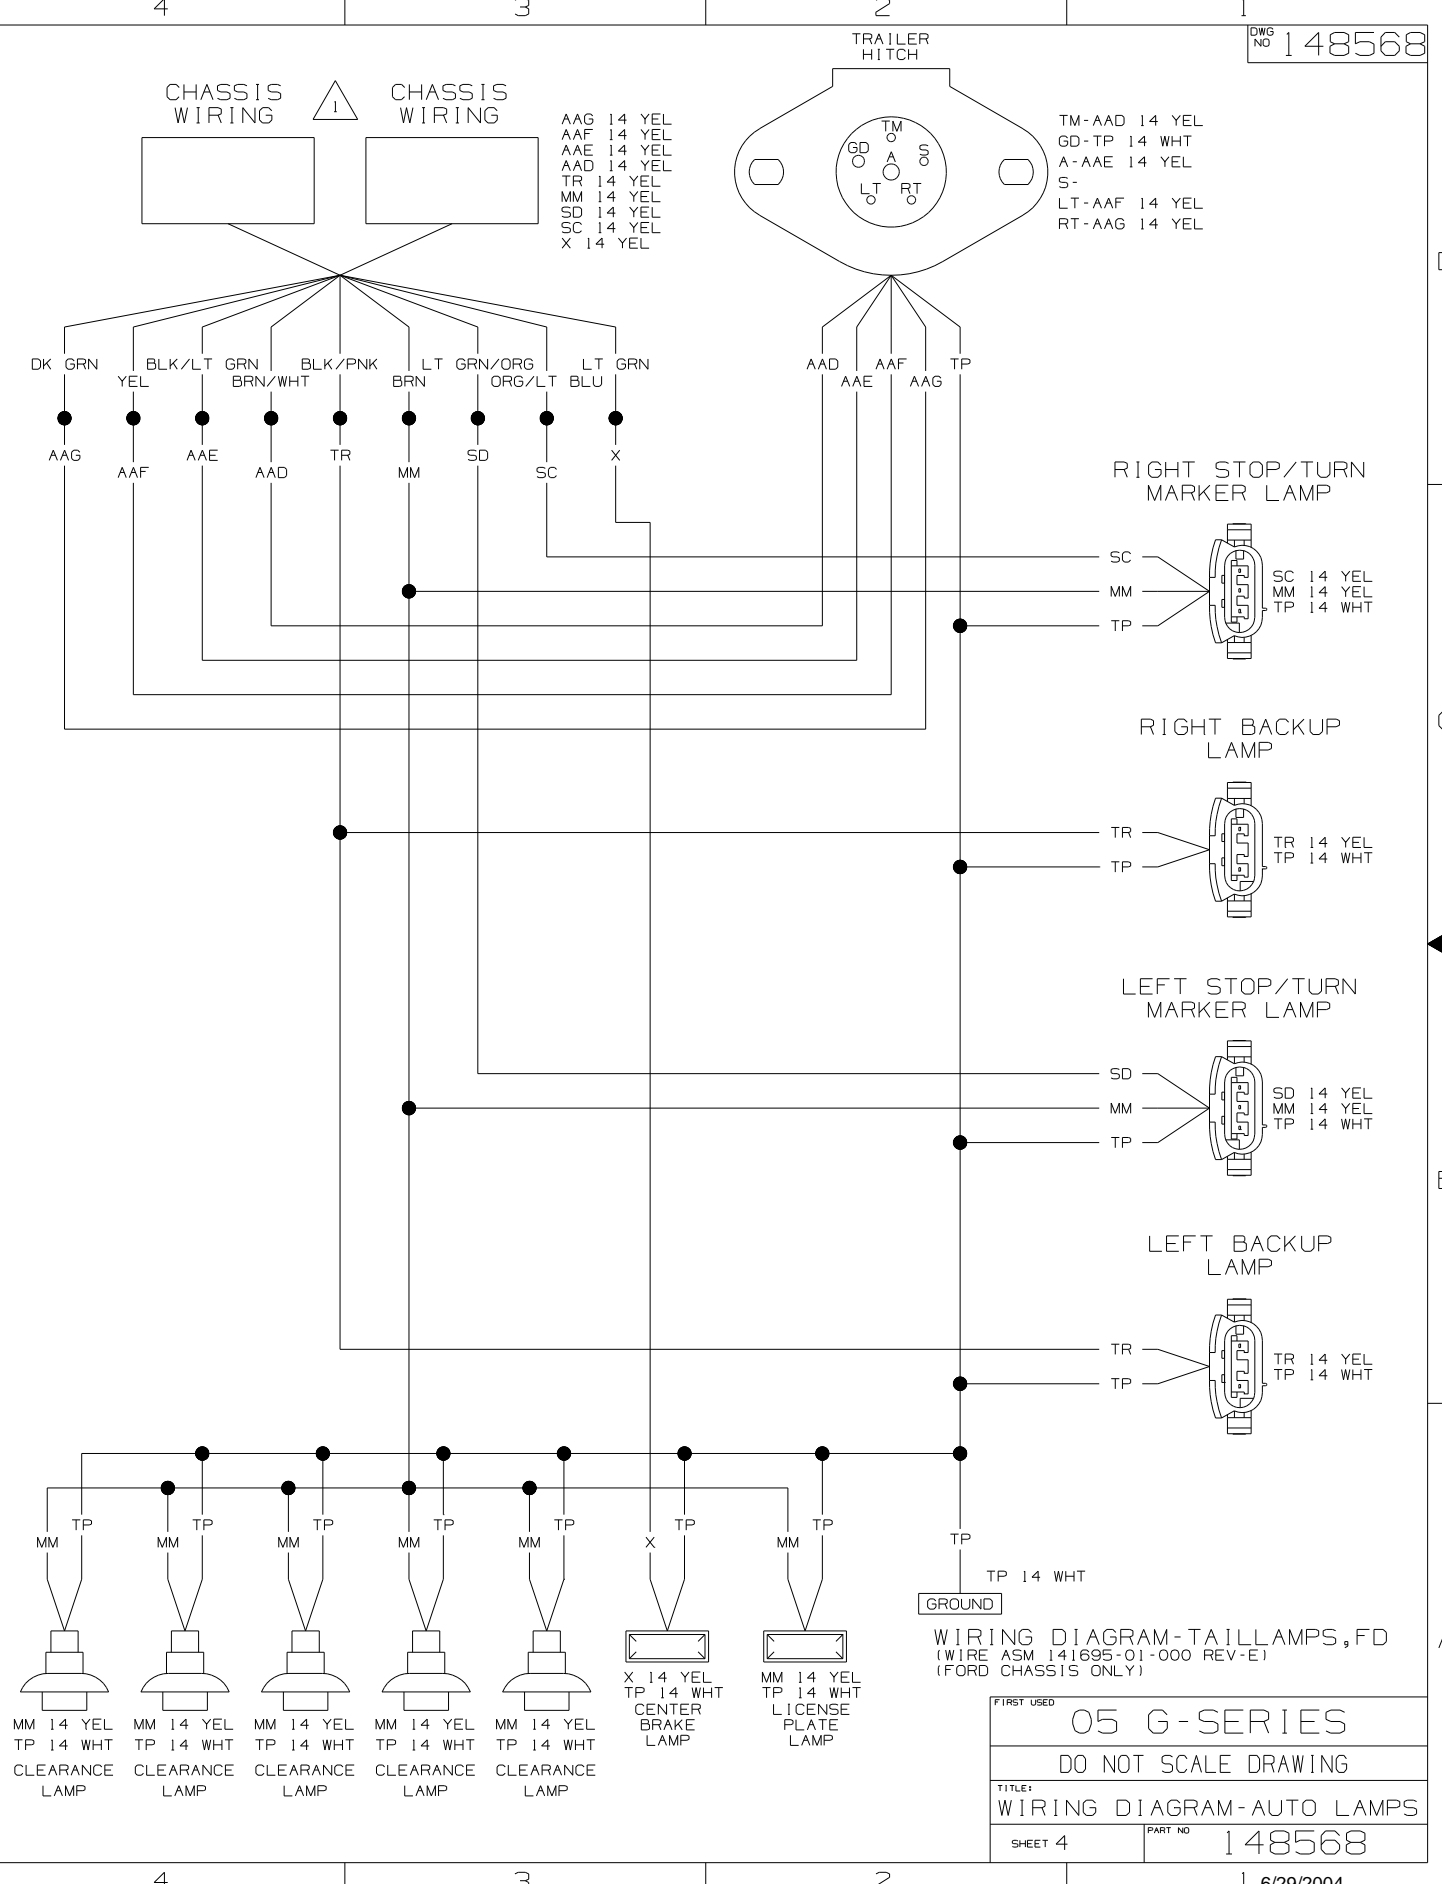 4 3 2 1
DWG NO 148568
TRAILER
HITCH
CHASSIS
WIRING
1
CHASSIS
WIRING
AAG 14 YEL
AAF 14 YEL
AAE 14 YEL
AAD 14 YEL
TR 14 YEL
MM 14 YEL
SD 14 YEL
SC 14 YEL
X 14 YEL
TM
GD S
A
LT RT
TM-AAD 14 YEL
GD-TP 14 WHT
A-AAE 14 YEL
S-
LT-AAF 14 YEL
RT-AAG 14 YEL
DK GRN BLK/LT GRN BLK/PNK LT GRN/ORG LT GRN
YEL BRN/WHT BRN ORG/LT BLU
AAD AAF TP
AAE AAG
AAG AAE TR SD X
AAF AAD MM SC
RIGHT STOP/TURN
MARKER LAMP
SC
MM
TP
SC 14 YEL
MM 14 YEL
TP 14 WHT
RIGHT BACKUP
LAMP
TR
TP
TR 14 YEL
TP 14 WHT
LEFT STOP/TURN
MARKER LAMP
SD
MM
TP
SD 14 YEL
MM 14 YEL
TP 14 WHT
LEFT BACKUP
LAMP
TR
TP
TR 14 YEL
TP 14 WHT
TP TP TP TP TP TP TP
MM MM MM MM MM X MM
TP
TP 14 WHT
GROUND
WIRING DIAGRAM-TAILLAMPS,FD
(WIRE ASM 141695-01-000 REV-E)
(FORD CHASSIS ONLY)
X 14 YEL
TP 14 WHT
CENTER
BRAKE
LAMP
MM 14 YEL
TP 14 WHT
LICENSE
PLATE
LAMP
MM 14 YEL MM 14 YEL MM 14 YEL MM 14 YEL MM 14 YEL
TP 14 WHT TP 14 WHT TP 14 WHT TP 14 WHT TP 14 WHT
CLEARANCE CLEARANCE CLEARANCE CLEARANCE CLEARANCE
LAMP LAMP LAMP LAMP LAMP
FIRST USED
05 G-SERIES
DO NOT SCALE DRAWING
TITLE:
WIRING DIAGRAM-AUTO LAMPS
SHEET 4
PART NO 148568
4 3 2 1
6/29/2004